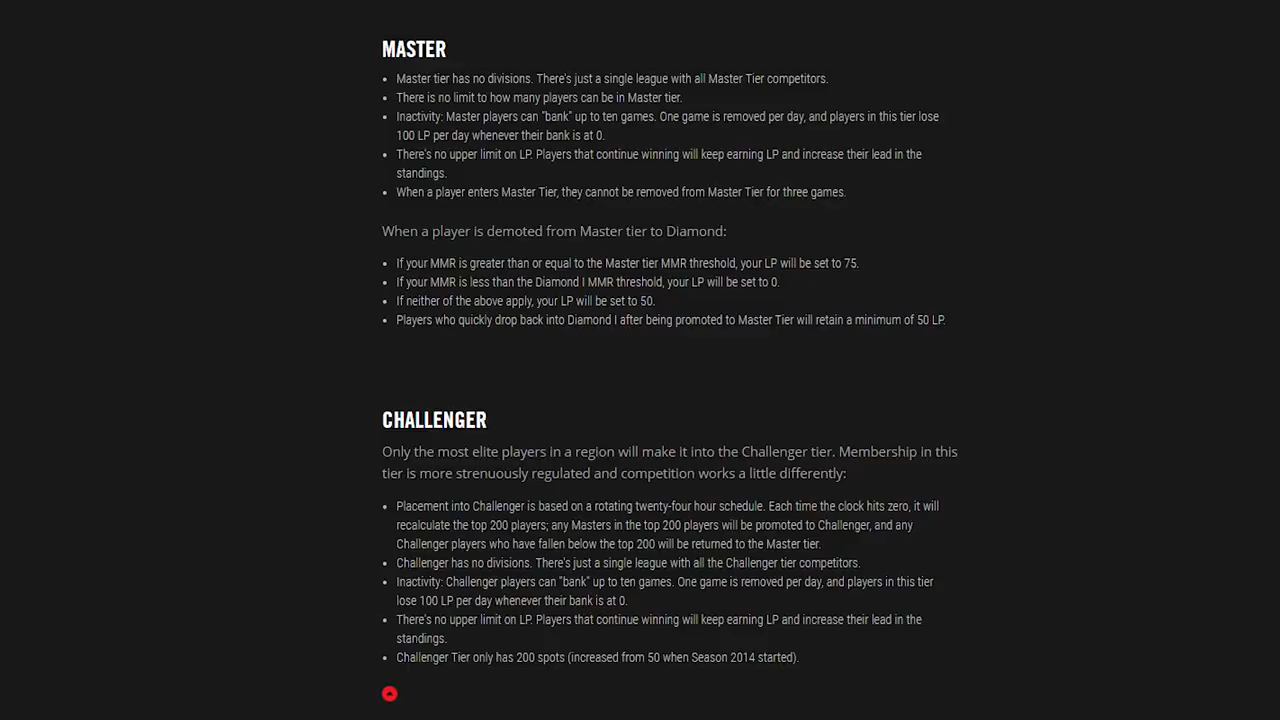 MASTER
• Master tier has no divisions. There's just a single league with all Master Tier competitors.
• There is no limit to how many players can be in Master tier.
• Inactivity: Master players can "bank" up to ten games. One game is removed per day, and players in this tier lose
100 LP per day whenever their bank is at 0.
• There's no upper limit on LP. Players that continue winning will keep earning LP and increase their lead in the
standings.
• When a player enters Master Tier, they cannot be removed from Master Tier for three games.
When a player is demoted from Master tier to Diamond:
• If your MMR is greater than or equal to the Master tier MMR threshold, your LP will be set to 75.
• If your MMR is less than the Diamond I MMR threshold, your LP will be set to 0.
• If neither of the above apply, your LP will be set to 50.
• Players who quickly drop back into Diamond I after being promoted to Master Tier will retain a minimum of 50 LP.
CHALLENGER
Only the most elite players in a region will make it into the Challenger tier. Membership in this
tier is more strenuously regulated and competition works a little differently:
• Placement into Challenger is based on a rotating twenty-four hour schedule. Each time the clock hits zero, it will
recalculate the top 200 players; any Masters in the top 200 players will be promoted to Challenger, and any
Challenger players who have fallen below the top 200 will be returned to the Master tier.
• Challenger has no divisions. There's just a single league with all the Challenger tier competitors.
• Inactivity: Challenger players can "bank" up to ten games. One game is removed per day, and players in this tier
lose 100 LP per day whenever their bank is at 0.
• There's no upper limit on LP. Players that continue winning will keep earning LP and increase their lead in the
standings.
• Challenger Tier only has 200 spots (increased from 50 when Season 2014 started).